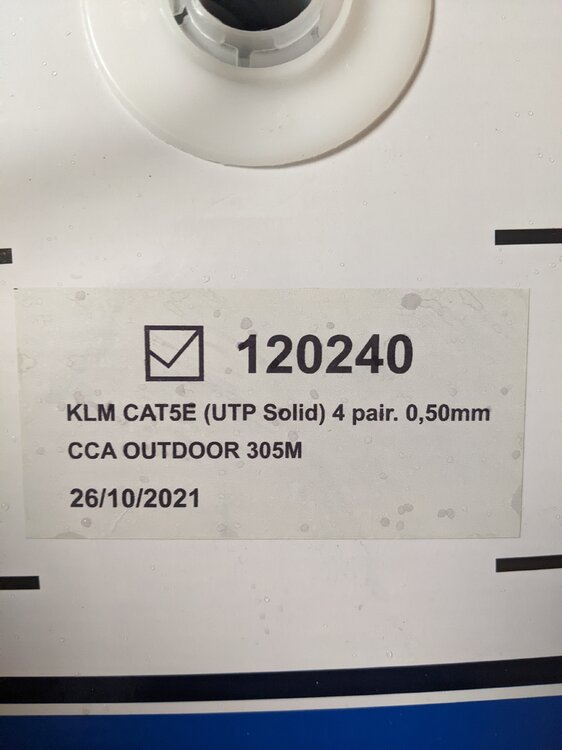 120240
KLM CAT5E (UTP Solid) 4 pair. 0,50mm
CCA OUTDOOR 305M
26/10/2021